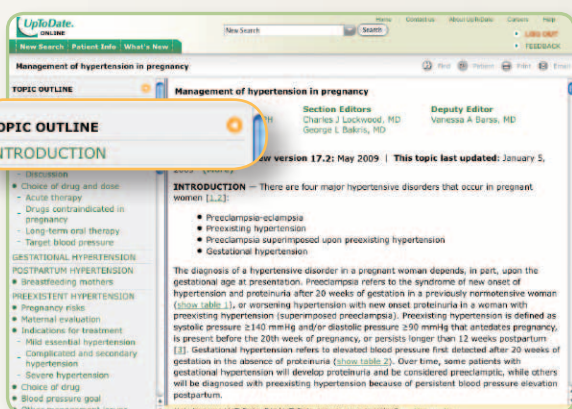 UpToDate.
ONLINE
New Search
Search
Home Contact us About UpToDate Careers Help
LOG OUT
FEEDBACK
New Search Patient Info What's New
Management of hypertension in pregnancy
Find Patient Print Email
TOPIC OUTLINE
TOPIC OUTLINE
INTRODUCTION
- Discussion
• Choice of drug and dose
- Acute therapy
- Drugs contraindicated in
pregnancy
- Long-term oral therapy
- Target blood pressure
GESTATIONAL HYPERTENSION
POSTPARTUM HYPERTENSION
• Breastfeeding mothers
PREEXISTENT HYPERTENSION
• Pregnancy risks
• Maternal evaluation
• Indications for treatment
- Mild essential hypertension
- Complicated and secondary
hypertension
- Severe hypertension
• Choice of drug
• Blood pressure goal
Management of hypertension in pregnancy
Section Editors
Charles J Lockwood, MD
George L Bakris, MD
Deputy Editor
Vanessa A Barss, MD
version 17.2: May 2009 | This topic last updated: January 5,
INTRODUCTION — There are four major hypertensive disorders that occur in pregnant
women [1,2]:
• Preeclampsia-eclampsia
• Preexisting hypertension
• Preeclampsia superimposed upon preexisting hypertension
• Gestational hypertension
The diagnosis of a hypertensive disorder in a pregnant woman depends, in part, upon the
gestational age at presentation. Preeclampsia refers to the syndrome of new onset of
hypertension and proteinuria after 20 weeks of gestation in a previously normotensive woman
(show table 1), or worsening hypertension with new onset proteinuria in a woman with
preexisting hypertension (superimposed preeclampsia). Preexisting hypertension is defined as
systolic pressure ≥140 mmHg and/or diastolic pressure ≥90 mmHg that antedates pregnancy,
is present before the 20th week of pregnancy, or persists longer than 12 weeks postpartum
[3]. Gestational hypertension refers to elevated blood pressure first detected after 20 weeks of
gestation in the absence of proteinuria (show table 2). Over time, some patients with
gestational hypertension will develop proteinuria and be considered preeclamptic, while others
will be diagnosed with preexisting hypertension because of persistent blood pressure elevation
postpartum.